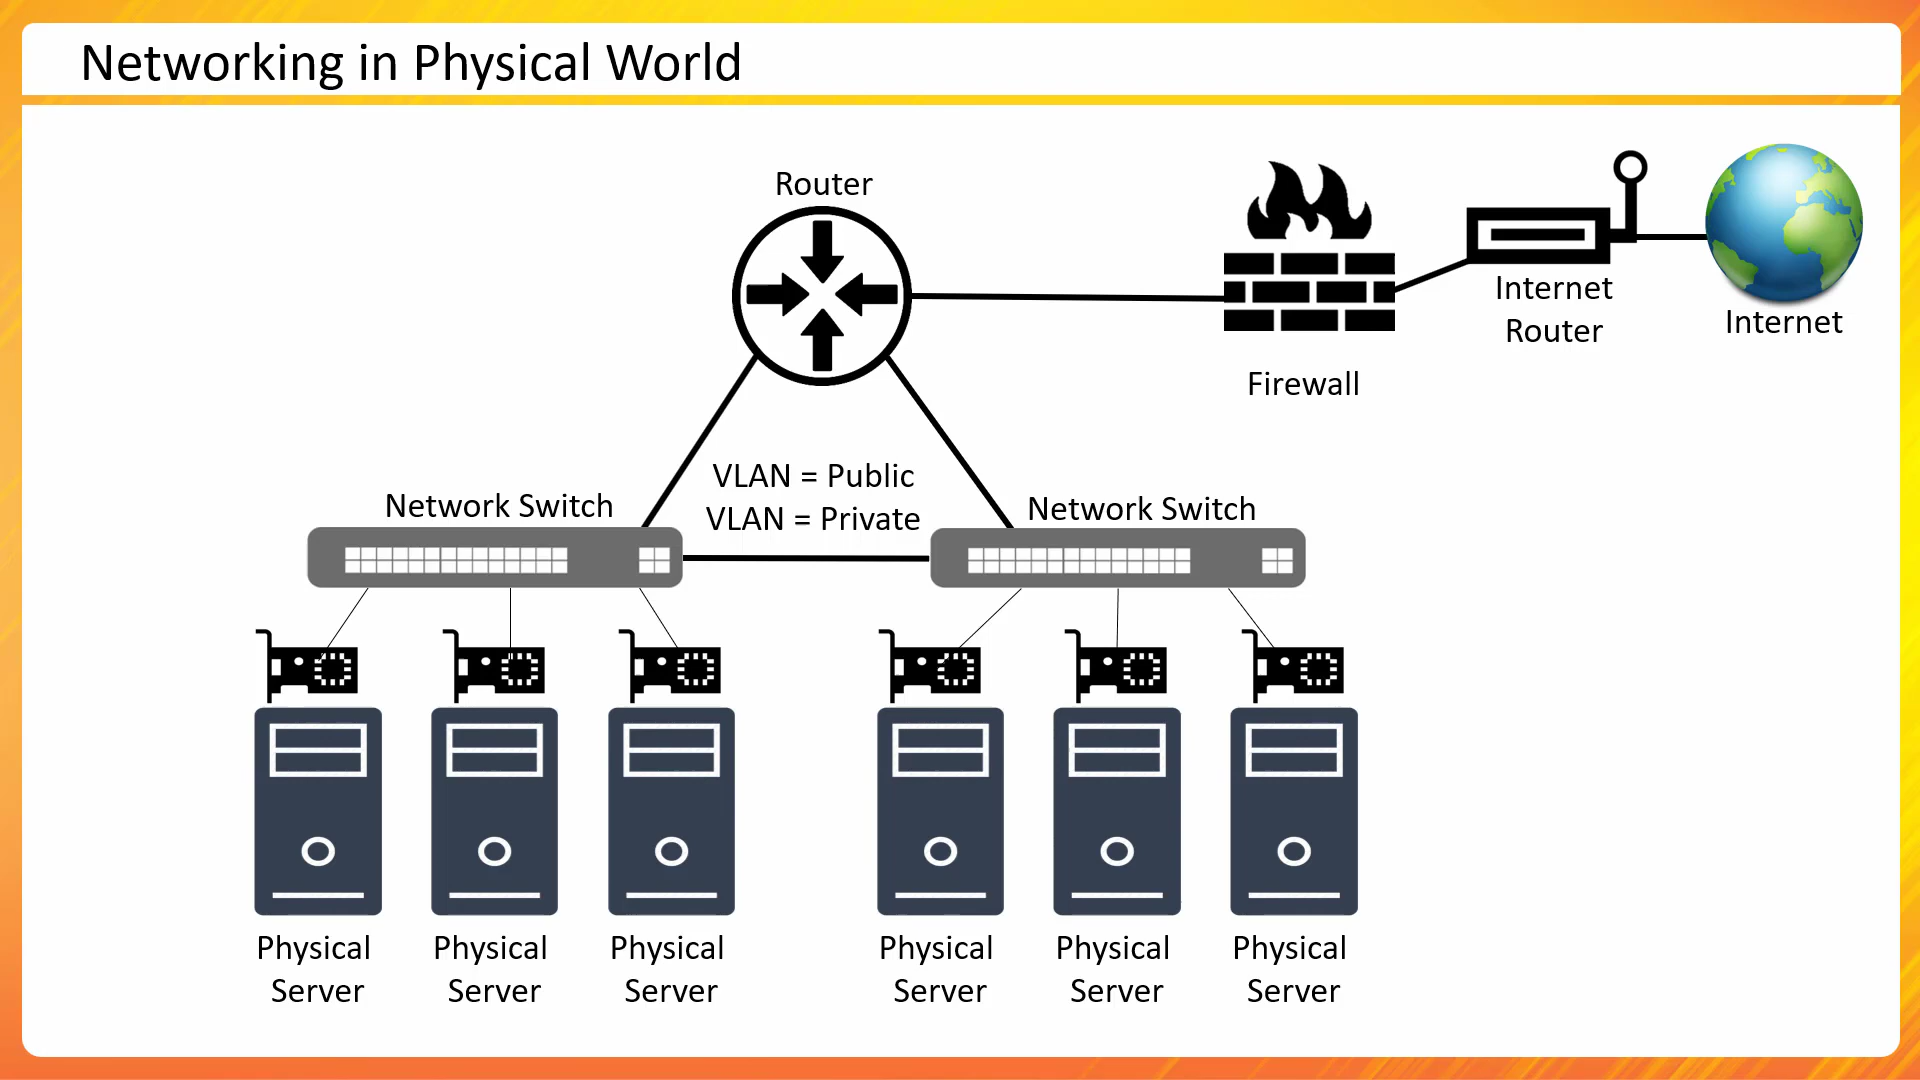 Networking in Physical World
Router
Internet
Router
Internet
Firewall
VLAN = Public
VLAN = Private
Network Switch
Network Switch
Physical
Server
Physical
Server
Physical
Server
Physical
Server
Physical
Server
Physical
Server